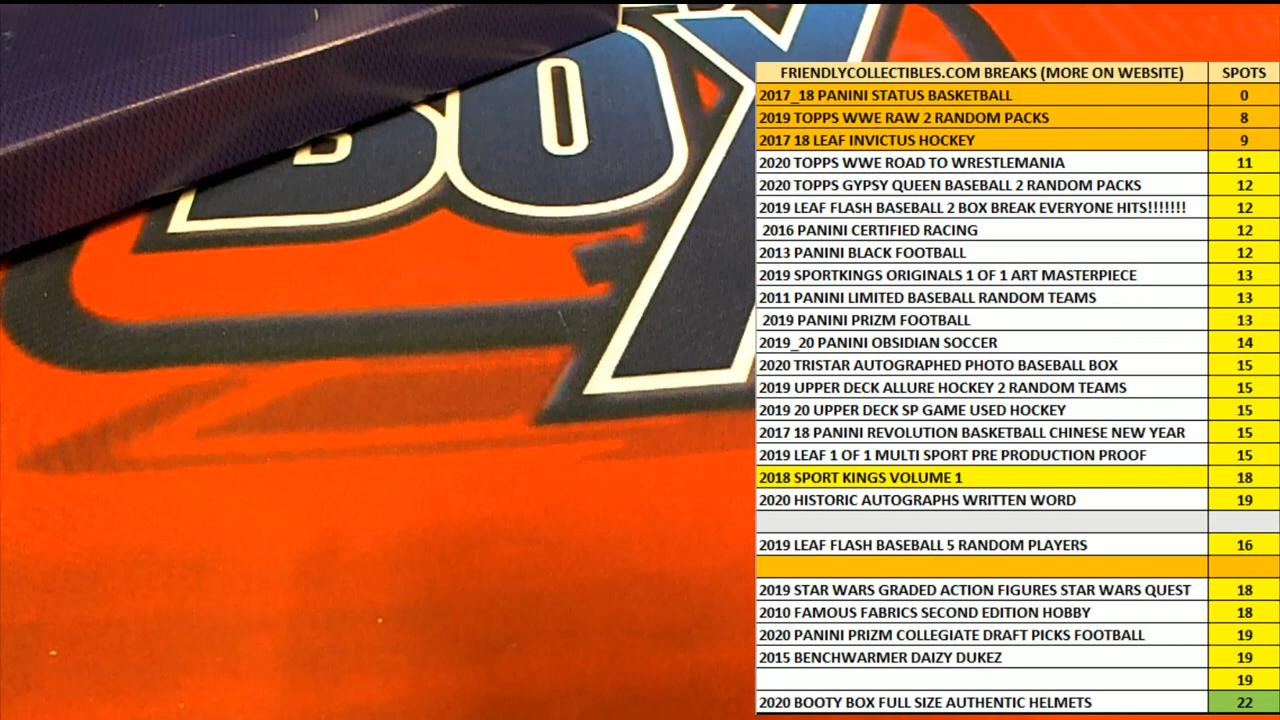 BOX
FRIENDLYCOLLECTIBLES.COM BREAKS (MORE ON WEBSITE) SPOTS
2017_18 PANINI STATUS BASKETBALL 0
2019 TOPPS WWE RAW 2 RANDOM PACKS 8
2017 18 LEAF INVICTUS HOCKEY 9
2020 TOPPS WWE ROAD TO WRESTLEMANIA 11
2020 TOPPS GYPSY QUEEN BASEBALL 2 RANDOM PACKS 12
2019 LEAF FLASH BASEBALL 2 BOX BREAK EVERYONE HITS!!!!!!! 12
2016 PANINI CERTIFIED RACING 12
2013 PANINI BLACK FOOTBALL 12
2019 SPORTKINGS ORIGINALS 1 OF 1 ART MASTERPIECE 13
2011 PANINI LIMITED BASEBALL RANDOM TEAMS 13
2019 PANINI PRIZM FOOTBALL 13
2019_20 PANINI OBSIDIAN SOCCER 14
2020 TRISTAR AUTOGRAPHED PHOTO BASEBALL BOX 15
2019 UPPER DECK ALLURE HOCKEY 2 RANDOM TEAMS 15
2019 20 UPPER DECK SP GAME USED HOCKEY 15
2017 18 PANINI REVOLUTION BASKETBALL CHINESE NEW YEAR 15
2019 LEAF 1 OF 1 MULTI SPORT PRE PRODUCTION PROOF 15
2018 SPORT KINGS VOLUME 1 18
2020 HISTORIC AUTOGRAPHS WRITTEN WORD 19
2019 LEAF FLASH BASEBALL 5 RANDOM PLAYERS 16
2019 STAR WARS GRADED ACTION FIGURES STAR WARS QUEST 18
2010 FAMOUS FABRICS SECOND EDITION HOBBY 18
2020 PANINI PRIZM COLLEGIATE DRAFT PICKS FOOTBALL 19
2015 BENCHWARMER DAIZY DUKEZ 19
19
2020 BOOTY BOX FULL SIZE AUTHENTIC HELMETS 22